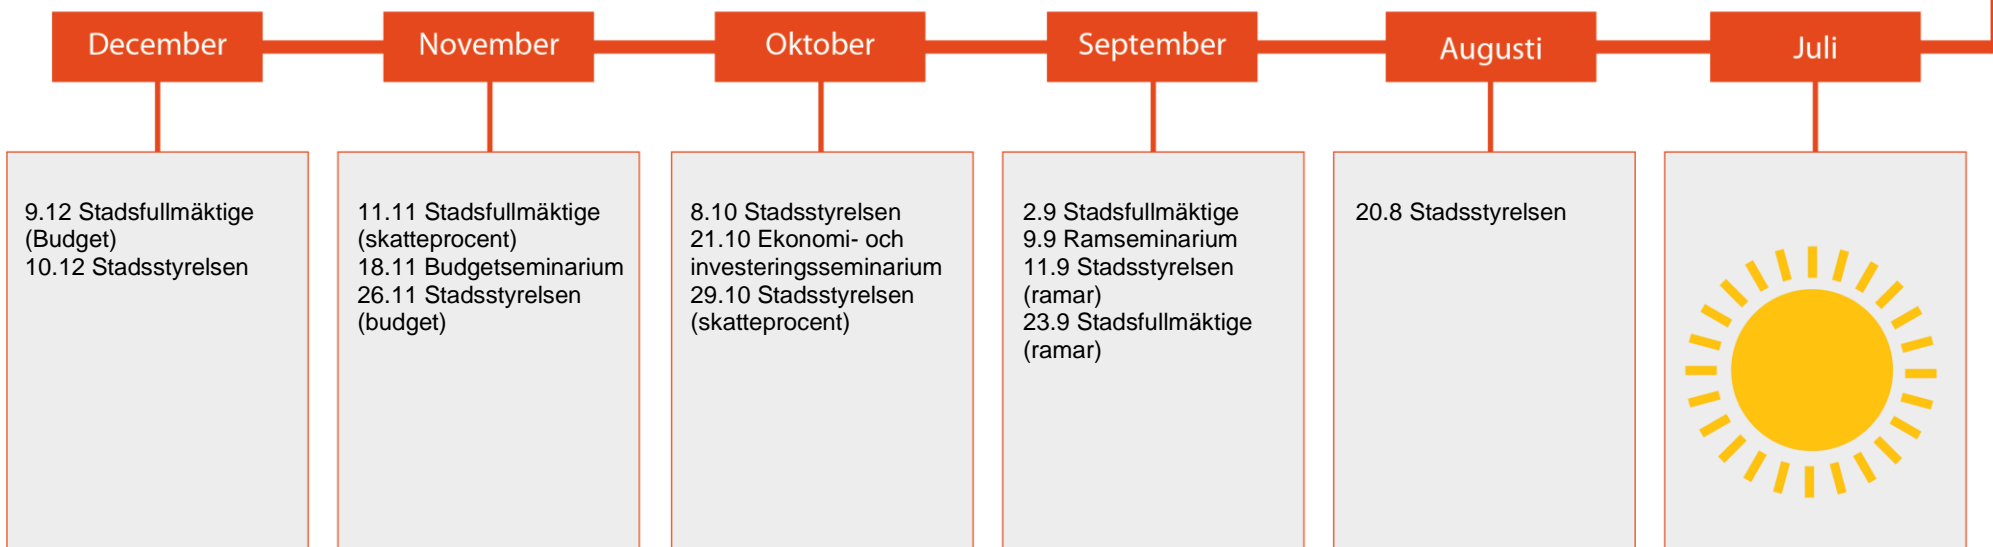 December
9.12 Stadsfullmäktige
(Budget)
10.12 Stadsstyrelsen
November
11.11 Stadsfullmäktige
(skatteprocent)
18.11 Budgetseminarium
26.11 Stadsstyrelsen
(budget)
Oktober
8.10 Stadsstyrelsen
21.10 Ekonomi- och
investeringsseminarium
29.10 Stadsstyrelsen
(skatteprocent)
September
2.9 Stadsfullmäktige
9.9 Ramseminarium
11.9 Stadsstyrelsen
(ramar)
23.9 Stadsfullmäktige
(ramar)
Augusti
20.8 Stadsstyrelsen
Juli